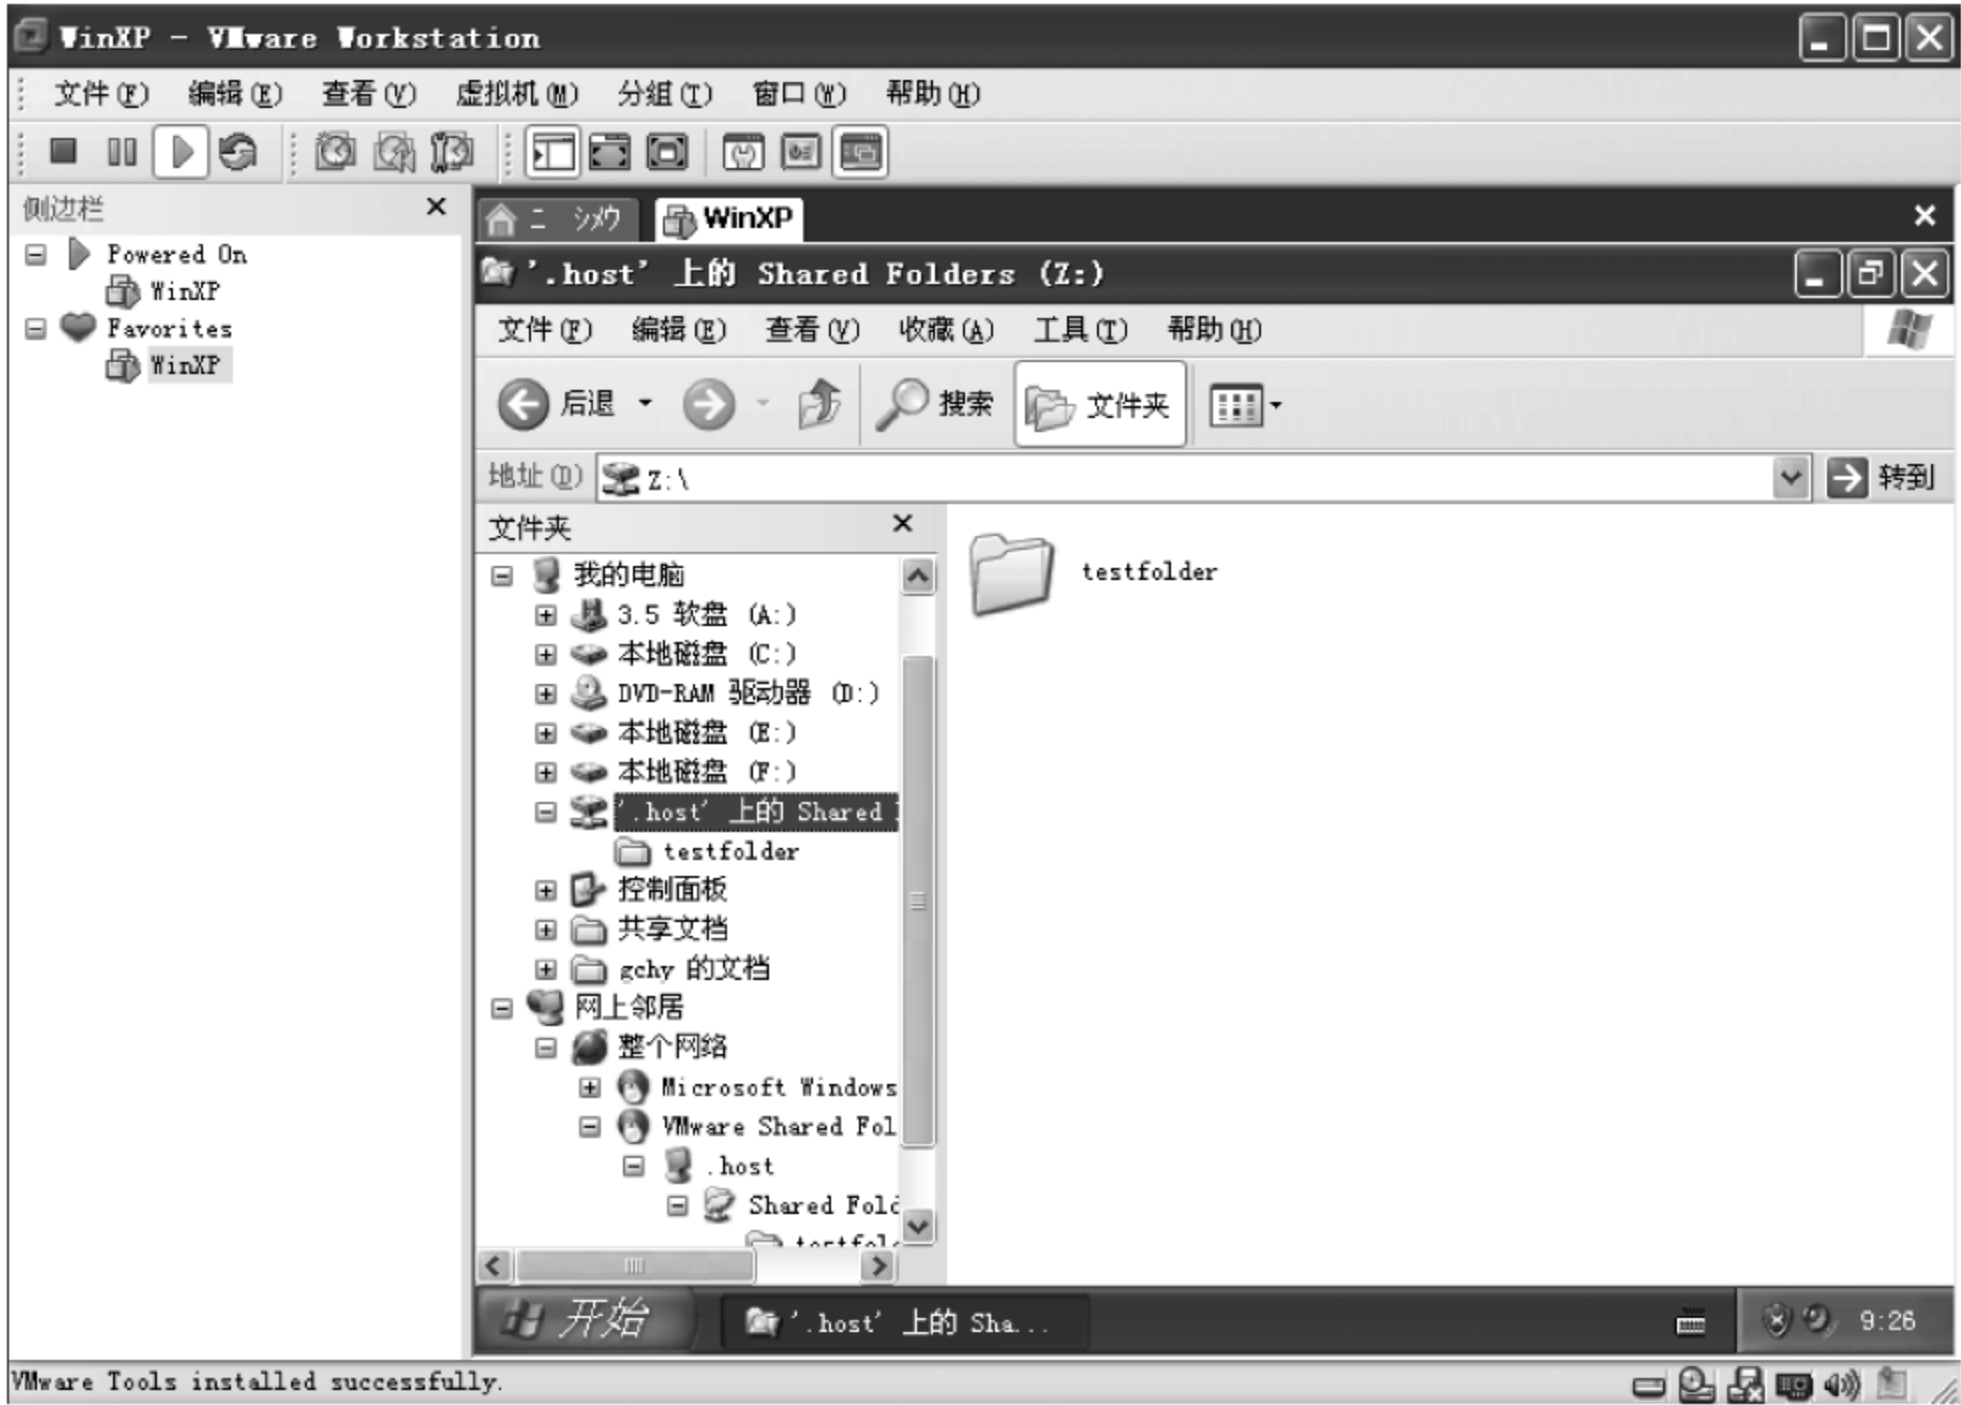 WinXP - VMware Workstation
文件(F) 编辑(E) 查看(V) 虚拟机(M) 分组(T) 窗口(W) 帮助(H)
侧边栏
Powered On
WinXP
Favorites
WinXP
WinXP
'.host' 上的 Shared Folders (Z:)
文件(F) 编辑(E) 查看(V) 收藏(A) 工具(T) 帮助(H)
后退 搜索 文件夹
地址(D) Z:\ 转到
文件夹
我的电脑
3.5 软盘 (A:)
本地磁盘 (C:)
DVD-RAM 驱动器 (D:)
本地磁盘 (E:)
本地磁盘 (F:)
'.host' 上的 Shared
testfolder
控制面板
共享文档
gchy 的文档
网上邻居
整个网络
Microsoft Windows
VMware Shared Fol
.host
Shared Fold
testfol
testfolder
开始 '.host' 上的 Sha... 9:26
VMware Tools installed successfully.